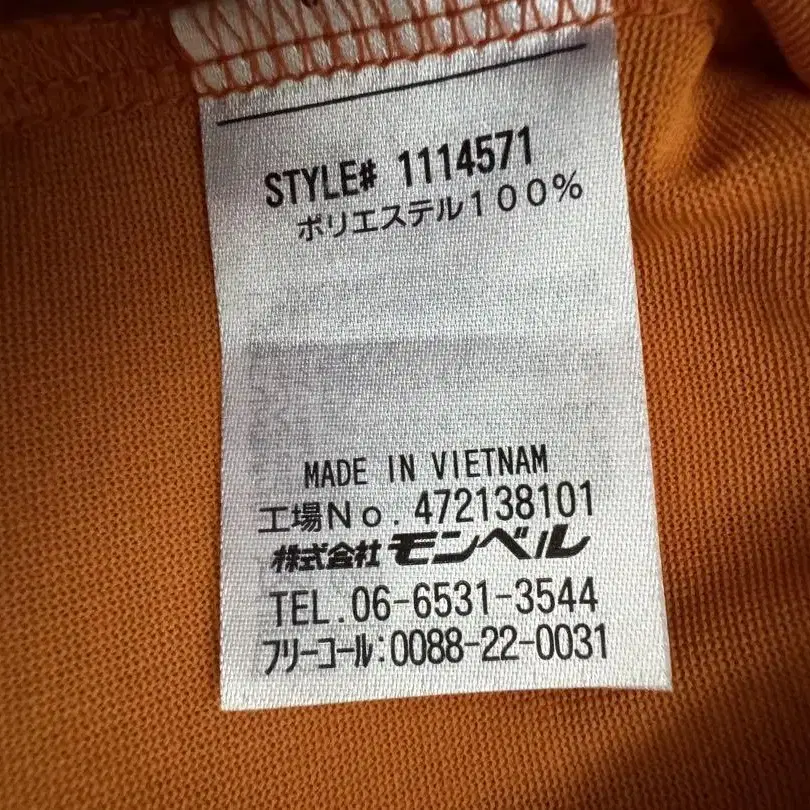 STYLE# 1114571
ポリエステル１００％
MADE IN VIETNAM
工場Ｎｏ. 472138101
株式会社 モンベル
TEL.06-6531-3544
フリーコール:0088-22-0031